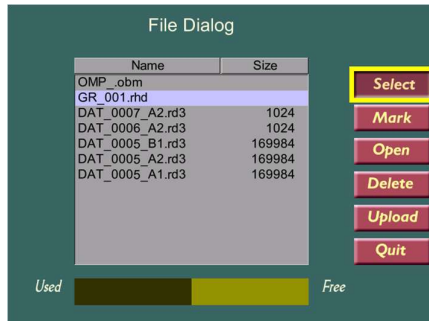 File Dialog
Name Size
OMP_.obm
GR_001.rhd
DAT_0007_A2.rd3 1024
DAT_0006_A2.rd3 1024
DAT_0005_B1.rd3 169984
DAT_0005_A2.rd3 169984
DAT_0005_A1.rd3 169984
Select
Mark
Open
Delete
Upload
Quit
Used Free